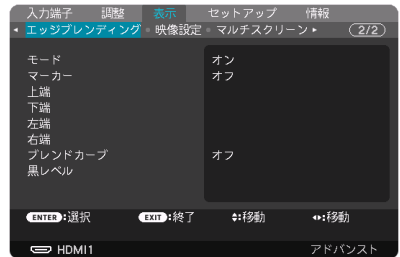 入力端子 調整 表示 セットアップ 情報
エッジブレンディング 映像設定 マルチスクリーン 2/2
モード オン
マーカー オフ
上端
下端
左端
右端
ブレンドカーブ オフ
黒レベル
ENTER:選択 EXIT:終了 :移動 :移動
HDMI1 アドバンスト